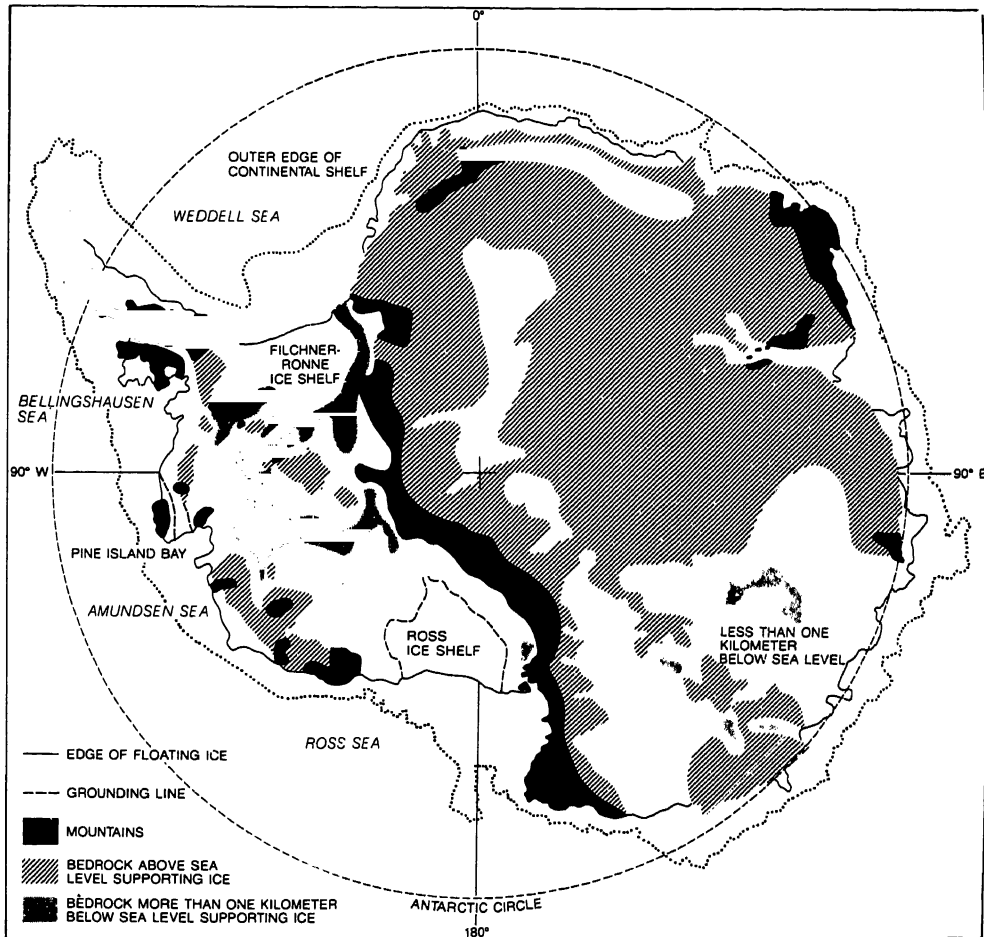 0°
OUTER EDGE OF
CONTINENTAL SHELF
WEDDELL SEA
FILCHNER-
RONNE
ICE SHELF
BELLINGSHAUSEN
SEA
90° W
90° E
PINE ISLAND BAY
AMUNDSEN SEA
ROSS
ICE SHELF
LESS THAN ONE
KILOMETER
BELOW SEA LEVEL
ROSS SEA
EDGE OF FLOATING ICE
GROUNDING LINE
MOUNTAINS
BEDROCK ABOVE SEA
LEVEL SUPPORTING ICE
BEDROCK MORE THAN ONE KILOMETER
BELOW SEA LEVEL SUPPORTING ICE
ANTARCTIC CIRCLE
180°